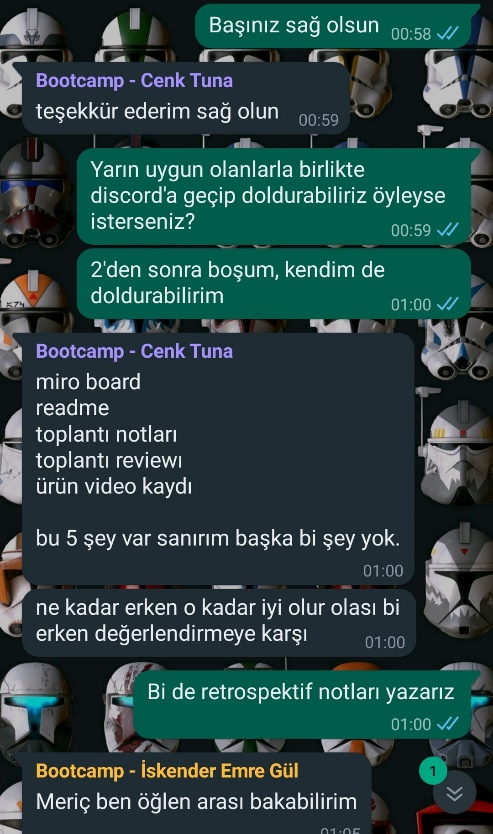 Başınız sağ olsun 00:58
Bootcamp - Cenk Tuna
teşekkür ederim sağ olun 00:59
Yarın uygun olanlarla birlikte
discord'a geçip doldurabiliriz öyleyse
isterseniz? 00:59
2'den sonra boşum, kendim de
doldurabilirim 01:00
Bootcamp - Cenk Tuna
miro board
readme
toplantı notları
toplantı reviewı
ürün video kaydı
bu 5 şey var sanırım başka bi şey yok.
01:00
ne kadar erken o kadar iyi olur olası bi
erken değerlendirmeye karşı 01:00
Bi de retrospektif notları yazarız
01:00
Bootcamp - İskender Emre Gül
1
Meriç ben öğlen arası bakabilirim
01:05